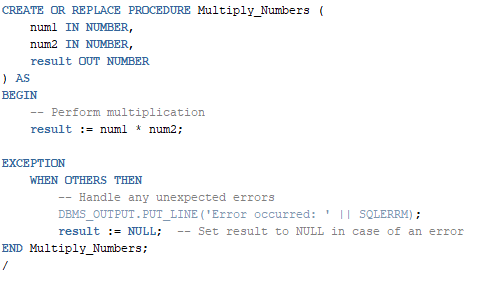 CREATE OR REPLACE PROCEDURE Multiply_Numbers (
    num1 IN NUMBER,
    num2 IN NUMBER,
    result OUT NUMBER
) AS
BEGIN
    -- Perform multiplication
    result := num1 * num2;

EXCEPTION
    WHEN OTHERS THEN
        -- Handle any unexpected errors
        DBMS_OUTPUT.PUT_LINE('Error occurred: ' || SQLERRM);
        result := NULL;  -- Set result to NULL in case of an error
END Multiply_Numbers;
/